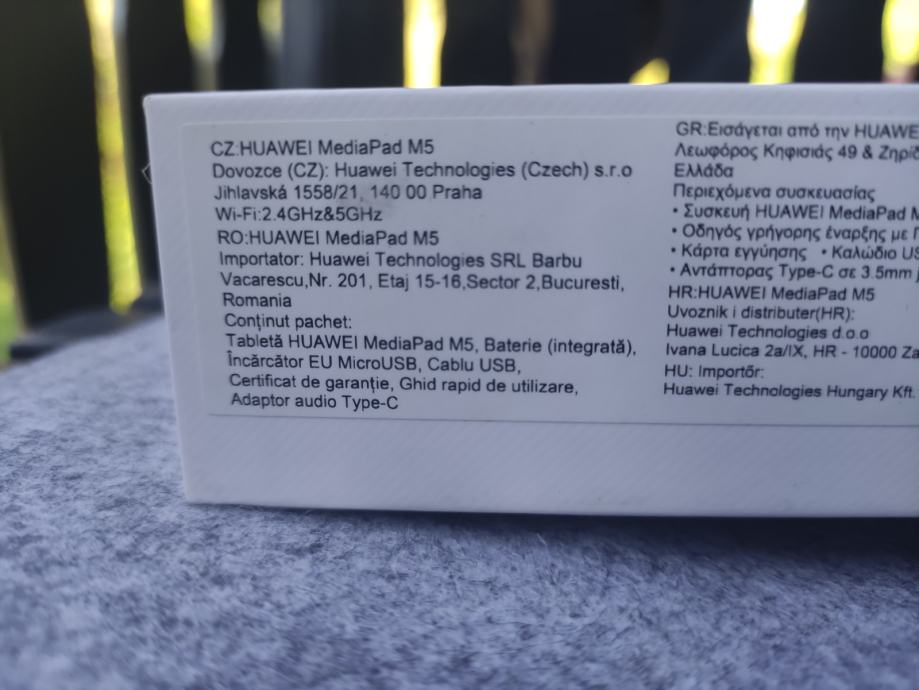 CZ:HUAWEI MediaPad M5
Dovozce (CZ): Huawei Technologies (Czech) s.r.o
Jihlavská 1558/21, 140 00 Praha
Wi-Fi:2.4GHz&5GHz
RO:HUAWEI MediaPad M5
Importator: Huawei Technologies SRL Barbu
Vacarescu,Nr. 201, Etaj 15-16,Sector 2,Bucuresti,
Romania
Conținut pachet:
Tabletă HUAWEI MediaPad M5, Baterie (integrată),
Încărcător EU MicroUSB, Cablu USB,
Certificat de garanție, Ghid rapid de utilizare,
Adaptor audio Type-C
GR:Εισάγεται από την HUAWE
Λεωφόρος Κηφισιάς 49 &
Ελλάδα
Περιεχόμενα συσκευασίας
• Συσκευή HUAWEI MediaPad
• Οδηγός γρήγορης έναρξης με
• Κάρτα εγγύησης • Καλώδιο
• Αντάπτορας Type-C σε 3.5mm
HR:HUAWEI MediaPad M5
Uvoznik i distributer(HR):
Huawei Technologies d.o.o
Ivana Lucica 2a/IX, HR - 10000
HU: Importőr:
Huawei Technologies Hungary Kft.